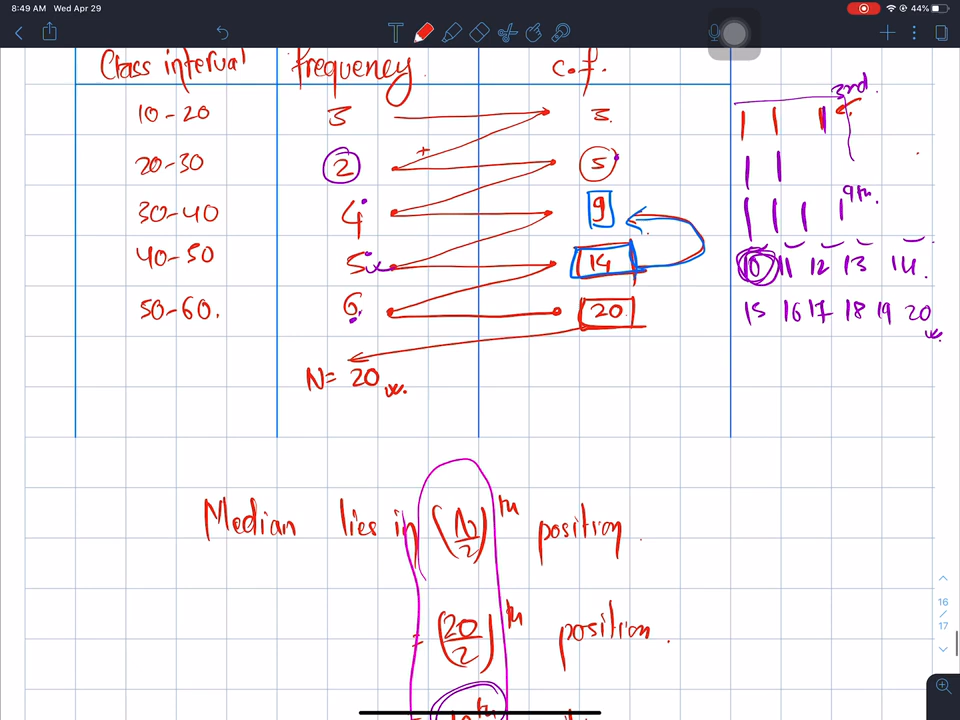 8:49 AM Wed Apr 29 44%
Class interval frequency c.f.
3rd.
10-20 3 3.
20-30 2 + 5
30-40 4 9 9th.
40-50 5 14 10 11 12 13 14.
50-60. 6 20. 15 16 17 18 19 20
N= 20
Median lies in (N/2)th position.
= (20/2)th position.
16
/
17